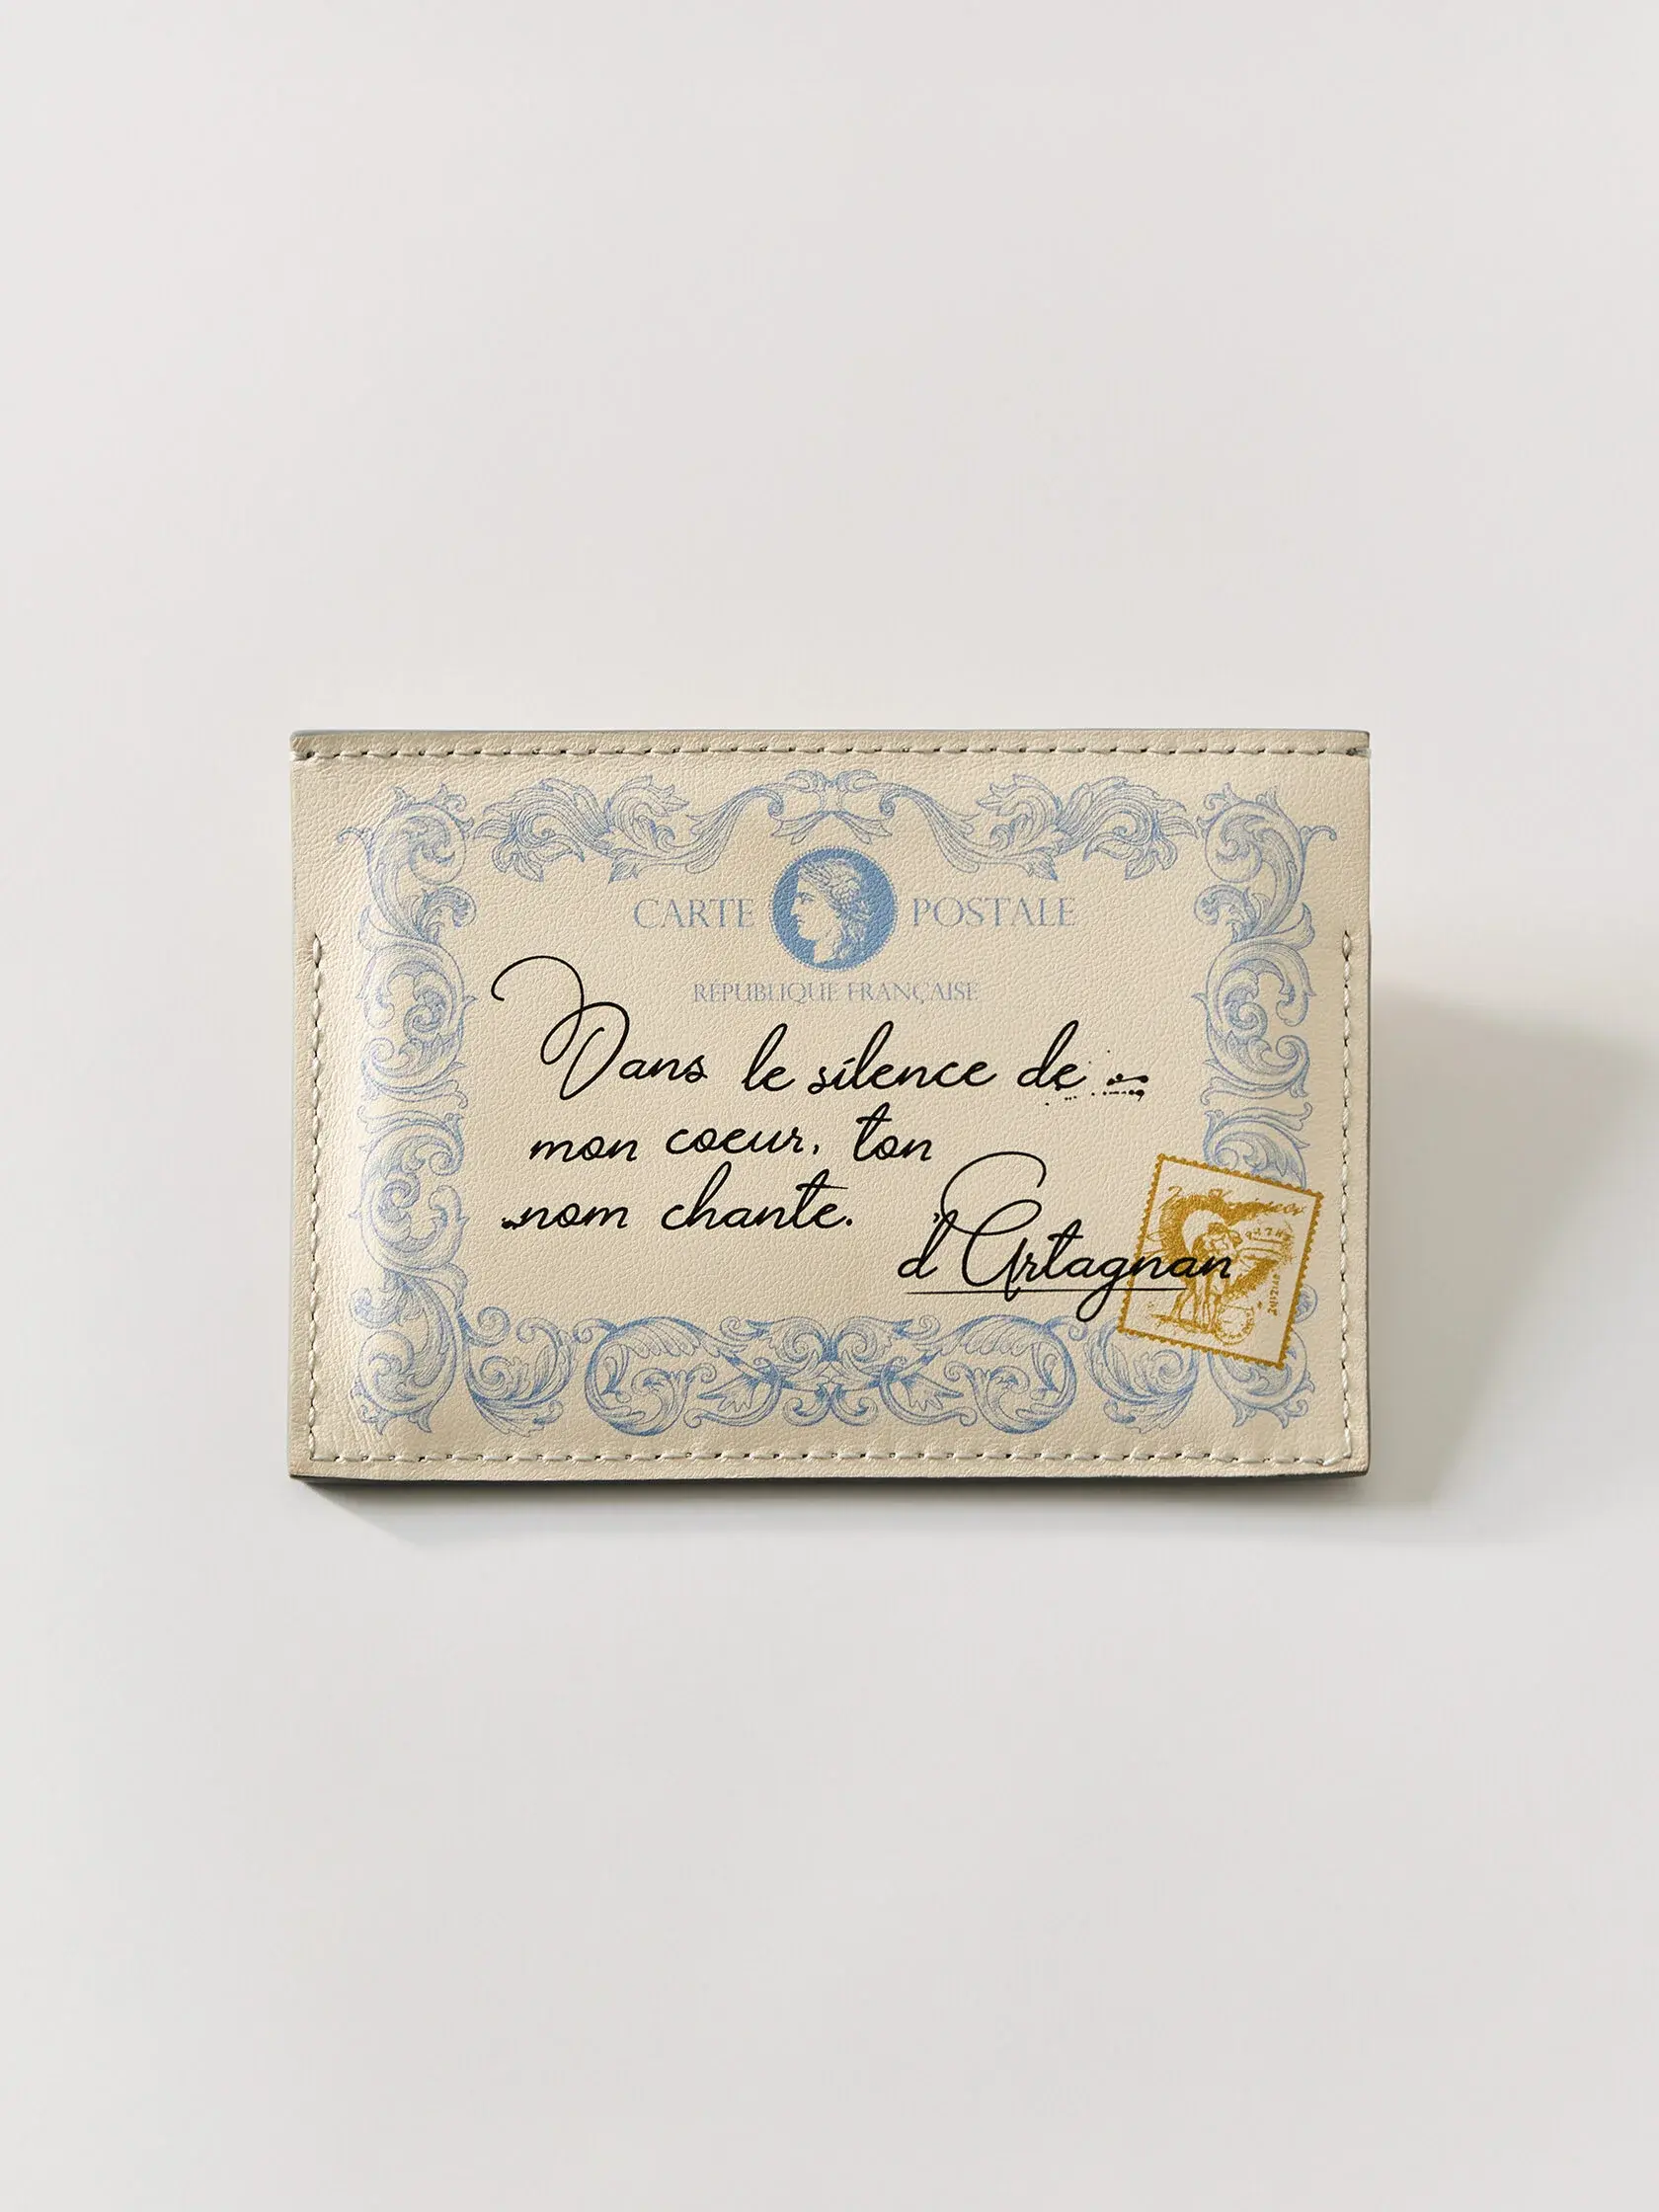 CARTE POSTALE
RÉPUBLIQUE FRANÇAISE
Dans le silence de
mon coeur, ton
nom chante.
d'Artagnan